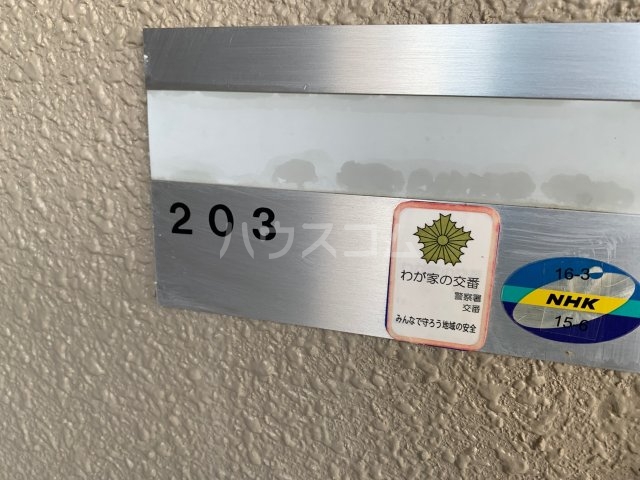 203
ハウスコム
わが家の交番
警察署
交番
みんなで守ろう地域の安全
16-3
NHK
15-6